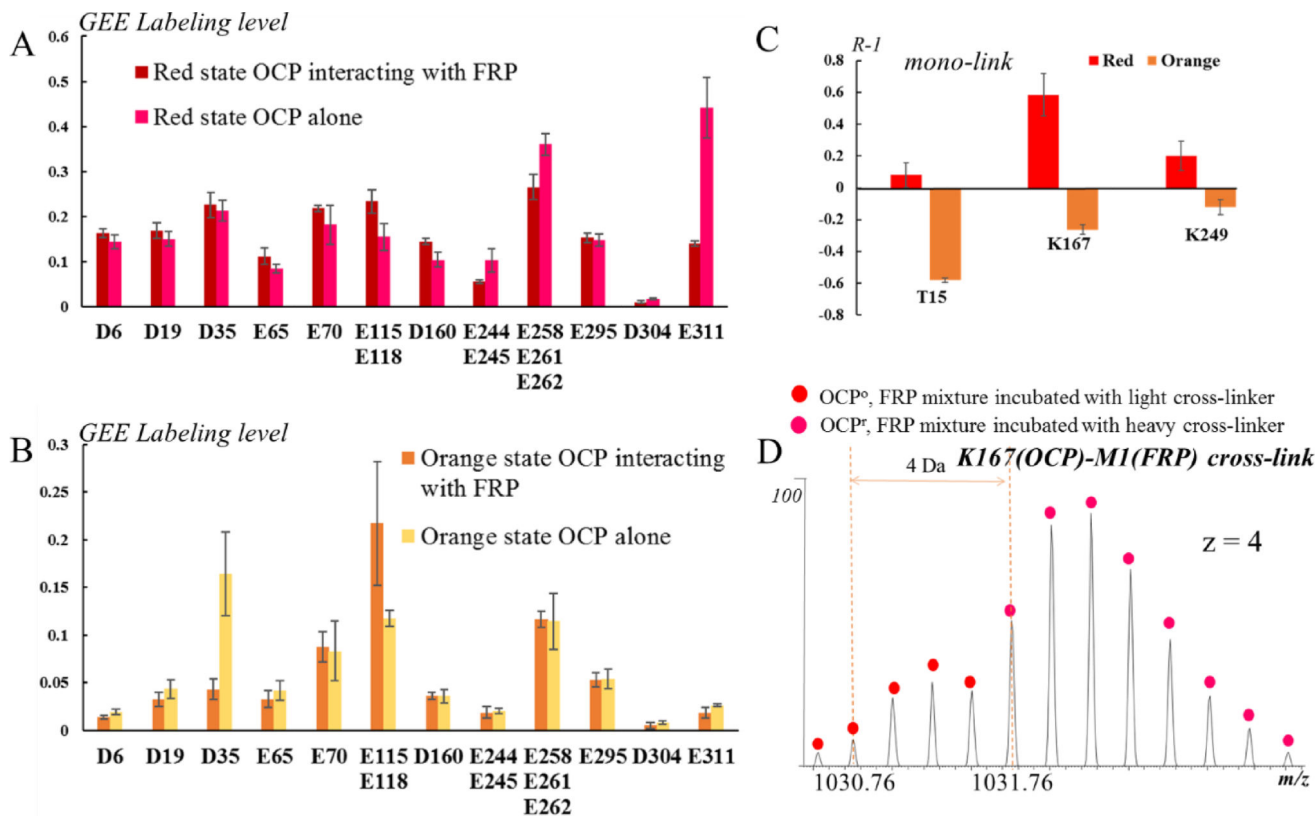 A
GEE Labeling level
0.6
0.5
0.4
0.3
0.2
0.1
0
Red state OCP interacting with FRP
Red state OCP alone
D6 D19 D35 E65 E70 E115 D160 E244 E258 E295 D304 E311
E118 E245 E261
E262
B
GEE Labeling level
0.3
0.25
0.2
0.15
0.1
0.05
0
Orange state OCP interacting
with FRP
Orange state OCP alone
D6 D19 D35 E65 E70 E115 D160 E244 E258 E295 D304 E311
E118 E245 E261
E262
C
R-1
mono-link
Red Orange
0.8
0.6
0.4
0.2
0
-0.2
-0.4
-0.6
-0.8
T15
K167
K249
OCPº, FRP mixture incubated with light cross-linker
OCPʳ, FRP mixture incubated with heavy cross-linker
D
K167(OCP)-M1(FRP) cross-link
4 Da
100
z = 4
1030.76 1031.76 m/z